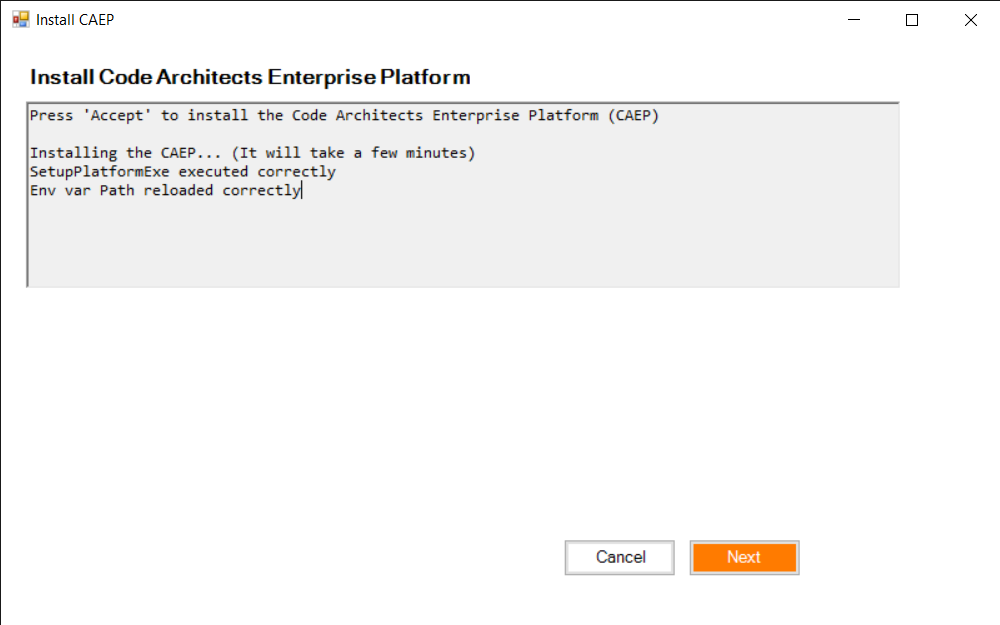 Install CAEP
Install Code Architects Enterprise Platform
Press 'Accept' to install the Code Architects Enterprise Platform (CAEP)
Installing the CAEP... (It will take a few minutes)
SetupPlatformExe executed correctly
Env var Path reloaded correctly
Cancel
Next